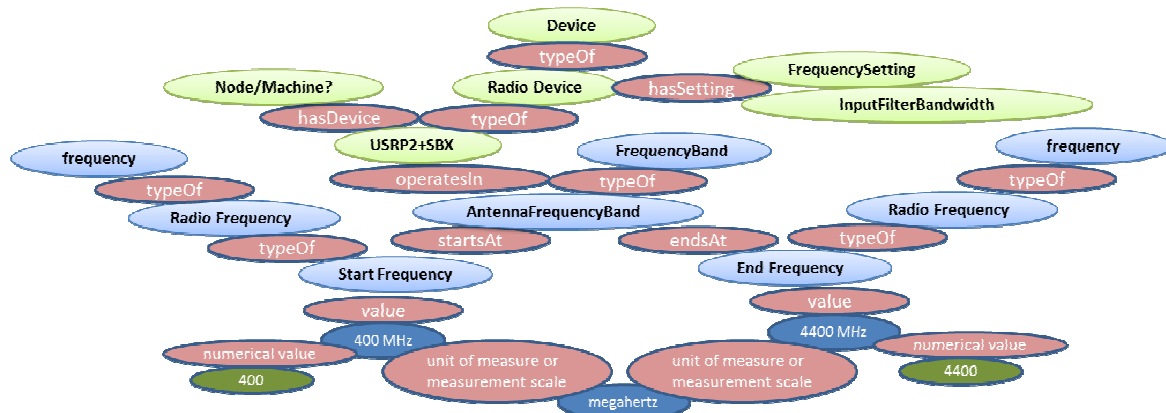 Device
typeOf
FrequencySetting
Node/Machine?
Radio Device
hasSetting
InputFilterBandwidth
hasDevice
typeOf
USRP2+SBX
FrequencyBand
frequency
frequency
operatesIn
typeOf
typeOf
typeOf
Radio Frequency
AntennaFrequencyBand
Radio Frequency
typeOf
startsAt
endsAt
typeOf
Start Frequency
End Frequency
value
value
400 MHz
4400 MHz
numerical value
unit of measure or
measurement scale
unit of measure or
measurement scale
numerical value
400
4400
megahertz